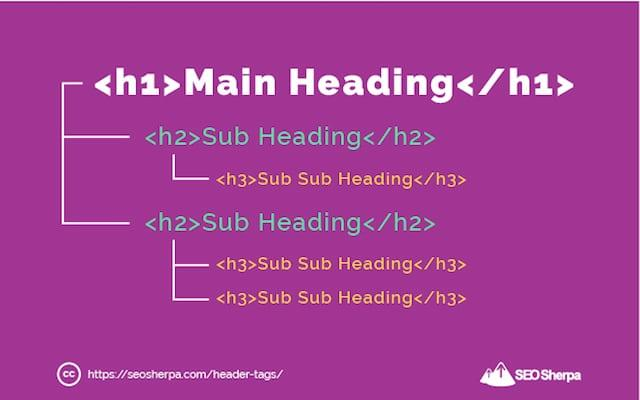 <h1>Main Heading</h1>
<h2>Sub Heading</h2>
<h3>Sub Sub Heading</h3>
<h2>Sub Heading</h2>
<h3>Sub Sub Heading</h3>
<h3>Sub Sub Heading</h3>
cc https://seosherpa.com/header-tags/
SEO Sherpa